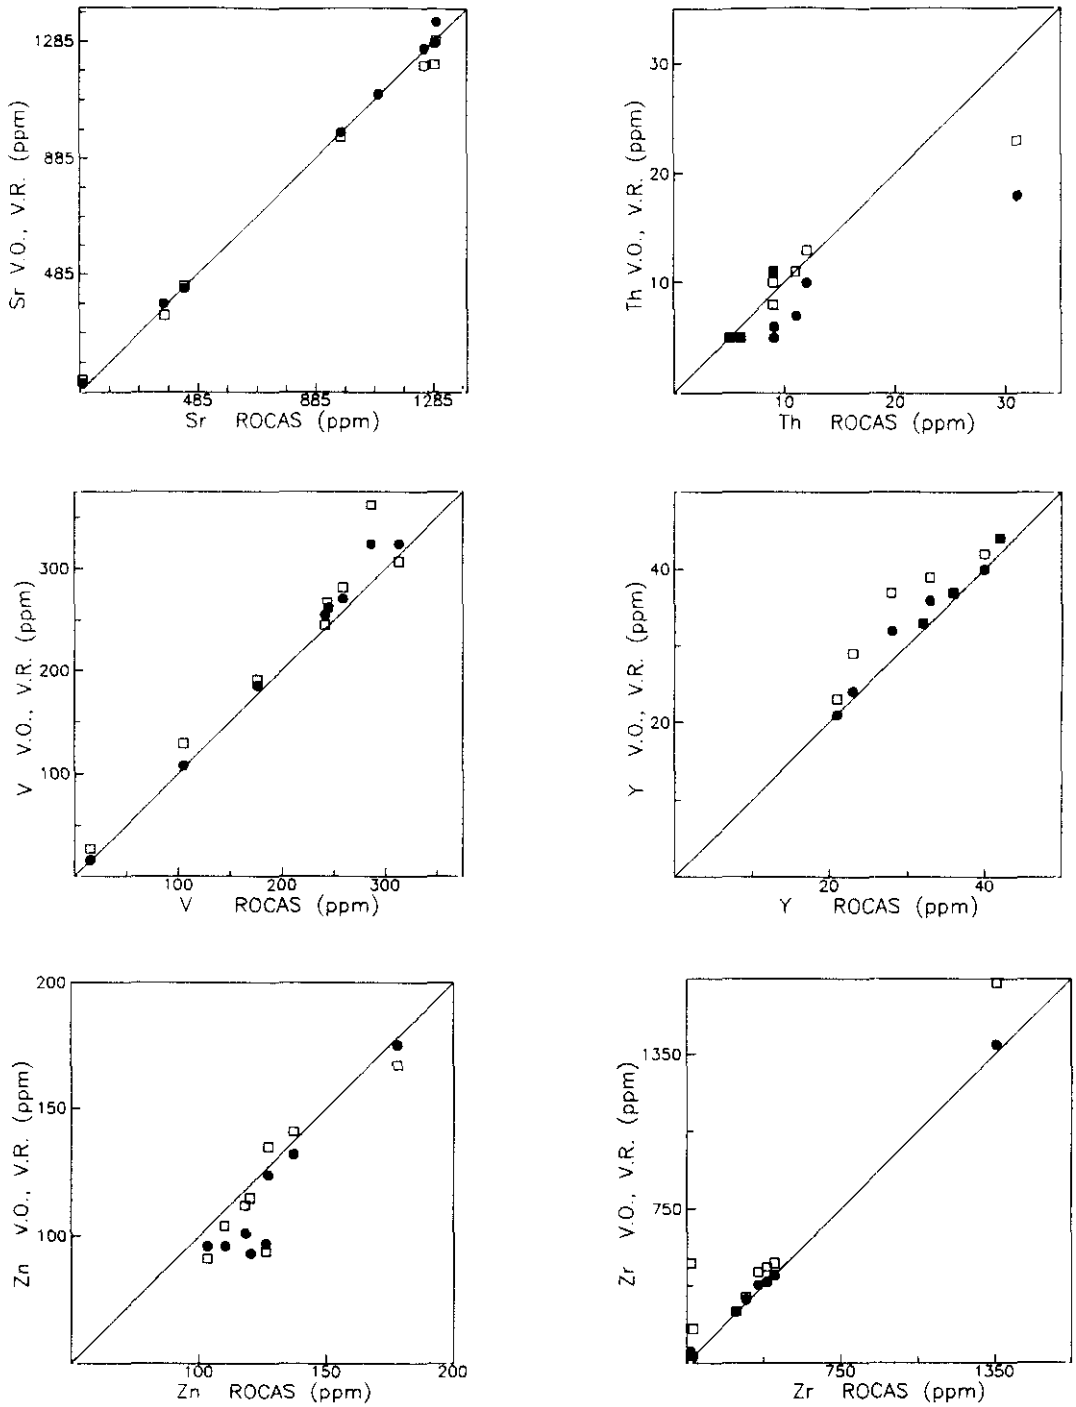 1285
885
485
485 885 1285
Sr ROCAS (ppm)
Sr V.O., V.R. (ppm)
30
20
10
10 20 30
Th ROCAS (ppm)
Th V.O., V.R. (ppm)
300
200
100
100 200 300
V ROCAS (ppm)
V V.O., V.R. (ppm)
40
20
20 40
Y ROCAS (ppm)
Y V.O., V.R. (ppm)
200
150
100
100 150 200
Zn ROCAS (ppm)
Zn V.O., V.R. (ppm)
1350
750
750 1350
Zr ROCAS (ppm)
Zr V.O., V.R. (ppm)